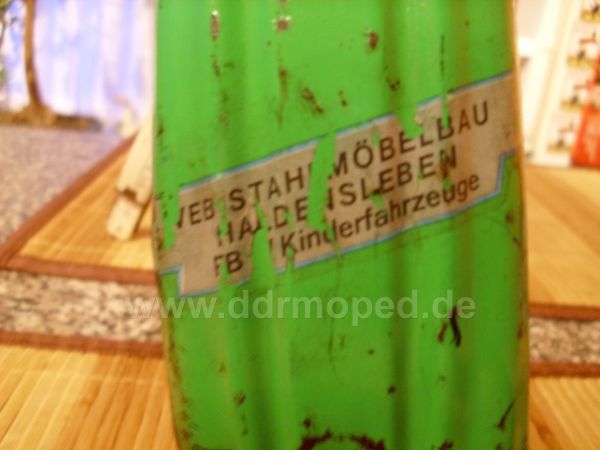 VEB STAHLMÖBELBAU
HALDENSLEBEN
FB Kinderfahrzeuge
www.ddrmoped.de